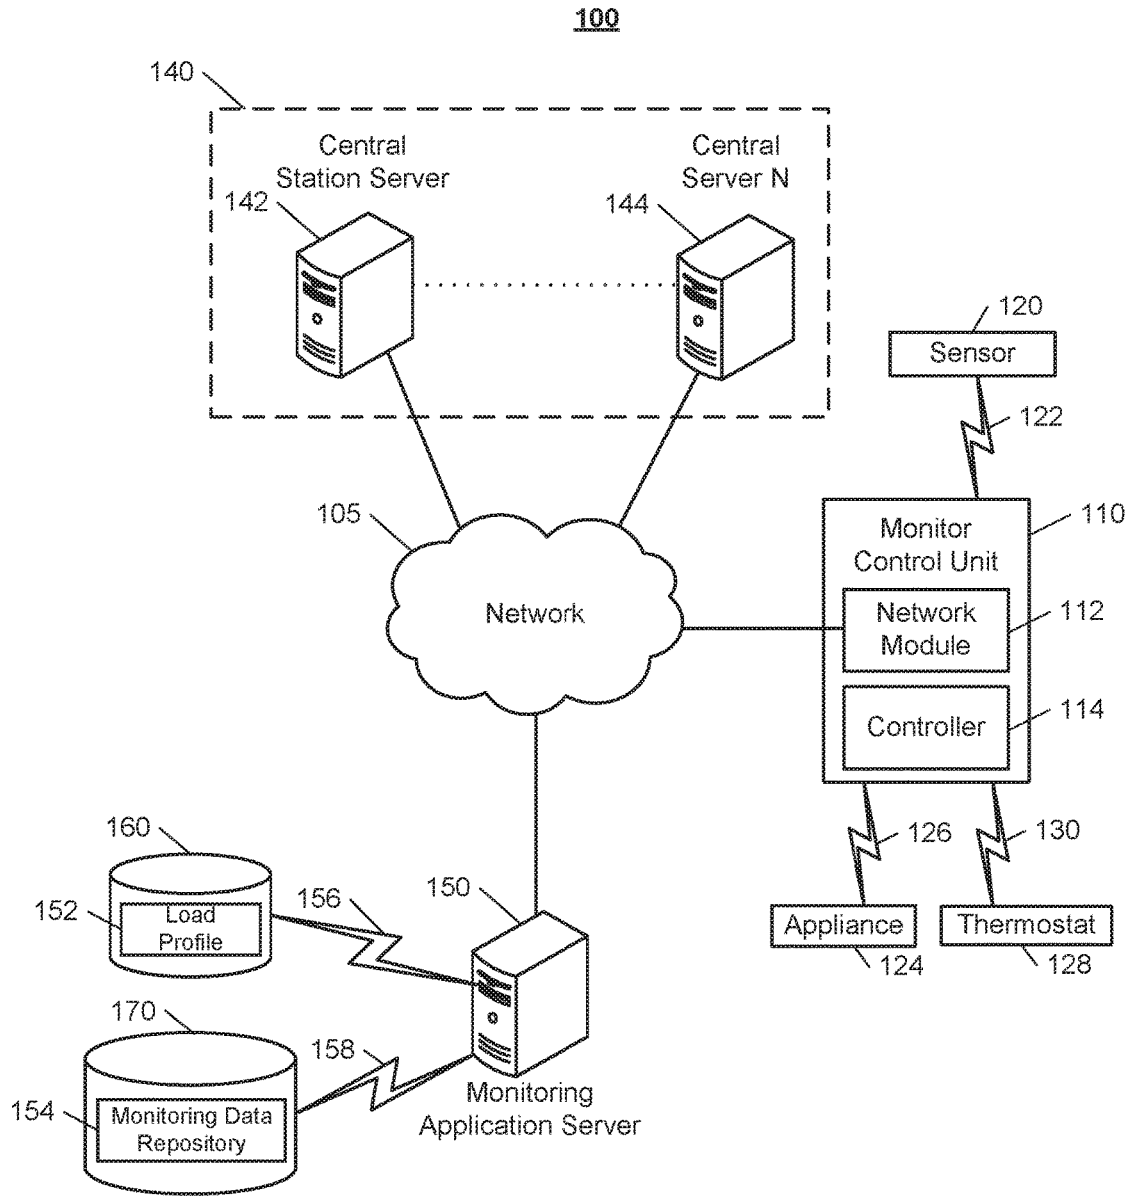 100
140
Central
Station Server
142
Central
Server N
144
120
Sensor
122
105
Network
Monitor
Control Unit
110
Network
Module
112
Controller
114
126
130
Appliance
124
Thermostat
128
160
152
Load
Profile
156
150
170
158
154
Monitoring Data
Repository
Monitoring
Application Server